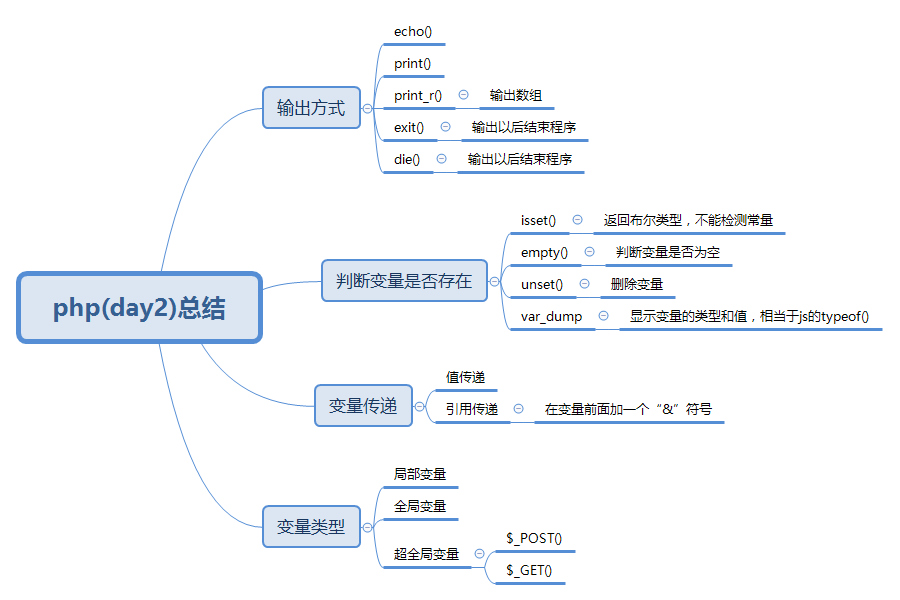 php(day2)总结
输出方式
echo()
print()
print_r()
输出数组
exit()
输出以后结束程序
die()
输出以后结束程序
判断变量是否存在
isset()
返回布尔类型，不能检测常量
empty()
判断变量是否为空
unset()
删除变量
var_dump
显示变量的类型和值，相当于js的typeof()
变量传递
值传递
引用传递
在变量前面加一个“&”符号
变量类型
局部变量
全局变量
超全局变量
$_POST()
$_GET()